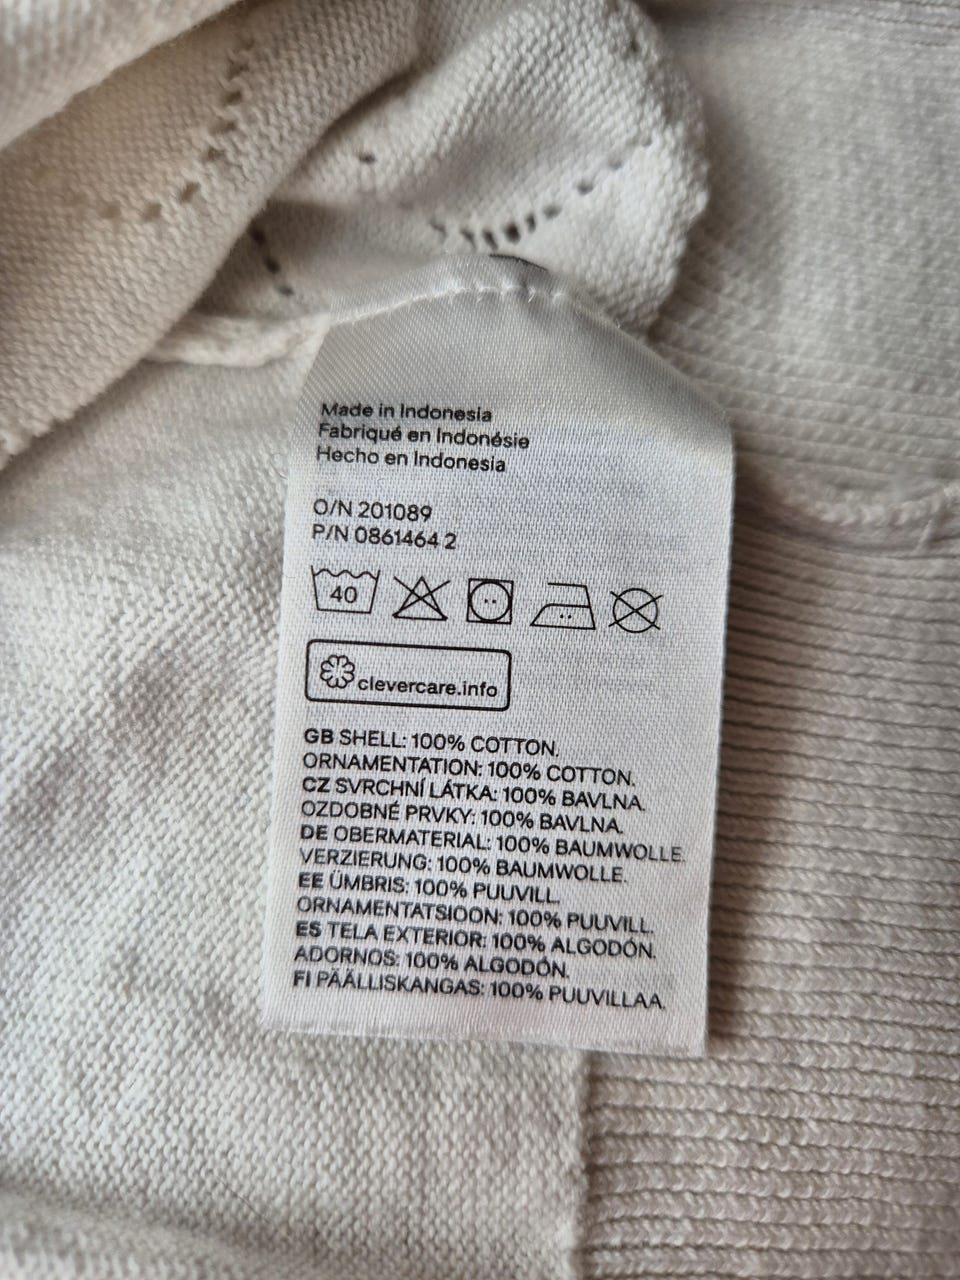 Made in Indonesia
Fabriqué en Indonésie
Hecho en Indonesia
O/N 201089
P/N 0861464 2
40
clevercare.info
GB SHELL: 100% COTTON.
ORNAMENTATION: 100% COTTON.
CZ SVRCHNÍ LÁTKA: 100% BAVLNA.
OZDOBNÉ PRVKY: 100% BAVLNA.
DE OBERMATERIAL: 100% BAUMWOLLE.
VERZIERUNG: 100% BAUMWOLLE.
EE ÜMBRIS: 100% PUUVILL.
ORNAMENTATSIOON: 100% PUUVILL.
ES TELA EXTERIOR: 100% ALGODÓN.
ADORNOS: 100% ALGODÓN.
FI PÄÄLLISKANGAS: 100% PUUVILLAA.